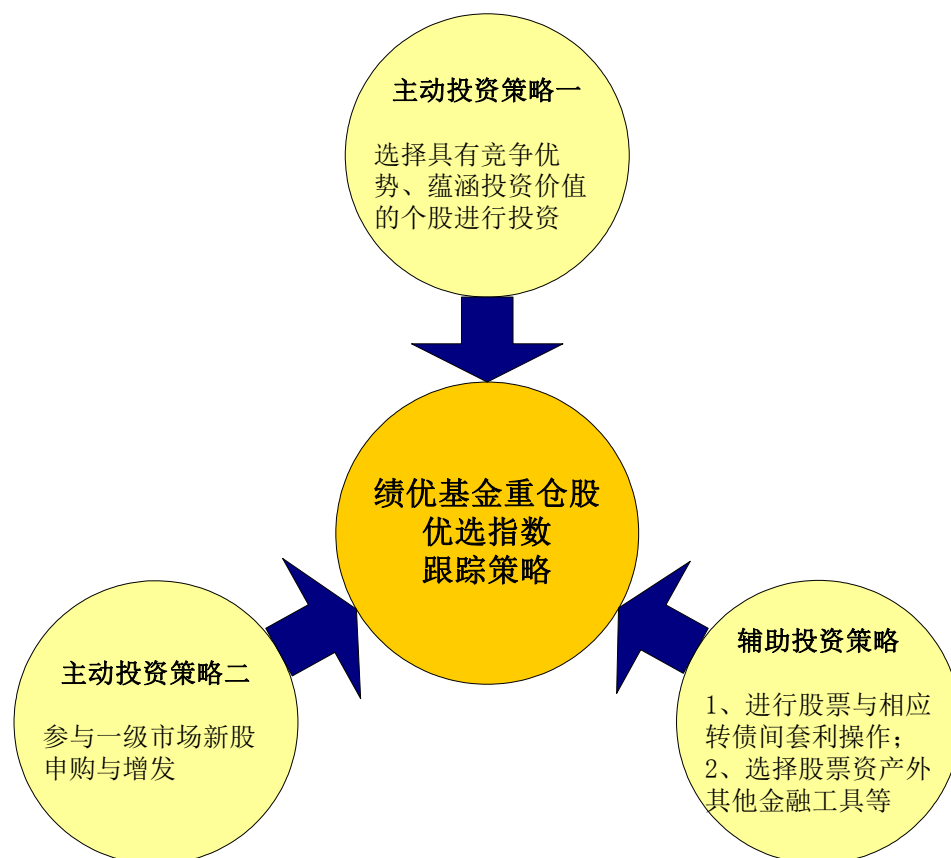 主动投资策略一
选择具有竞争优
势、蕴涵投资价值
的个股进行投资
绩优基金重仓股
优选指数
跟踪策略
主动投资策略二
参与一级市场新股
申购与增发
辅助投资策略
1、进行股票与相应
转债间套利操作;
2、选择股票资产外
其他金融工具等